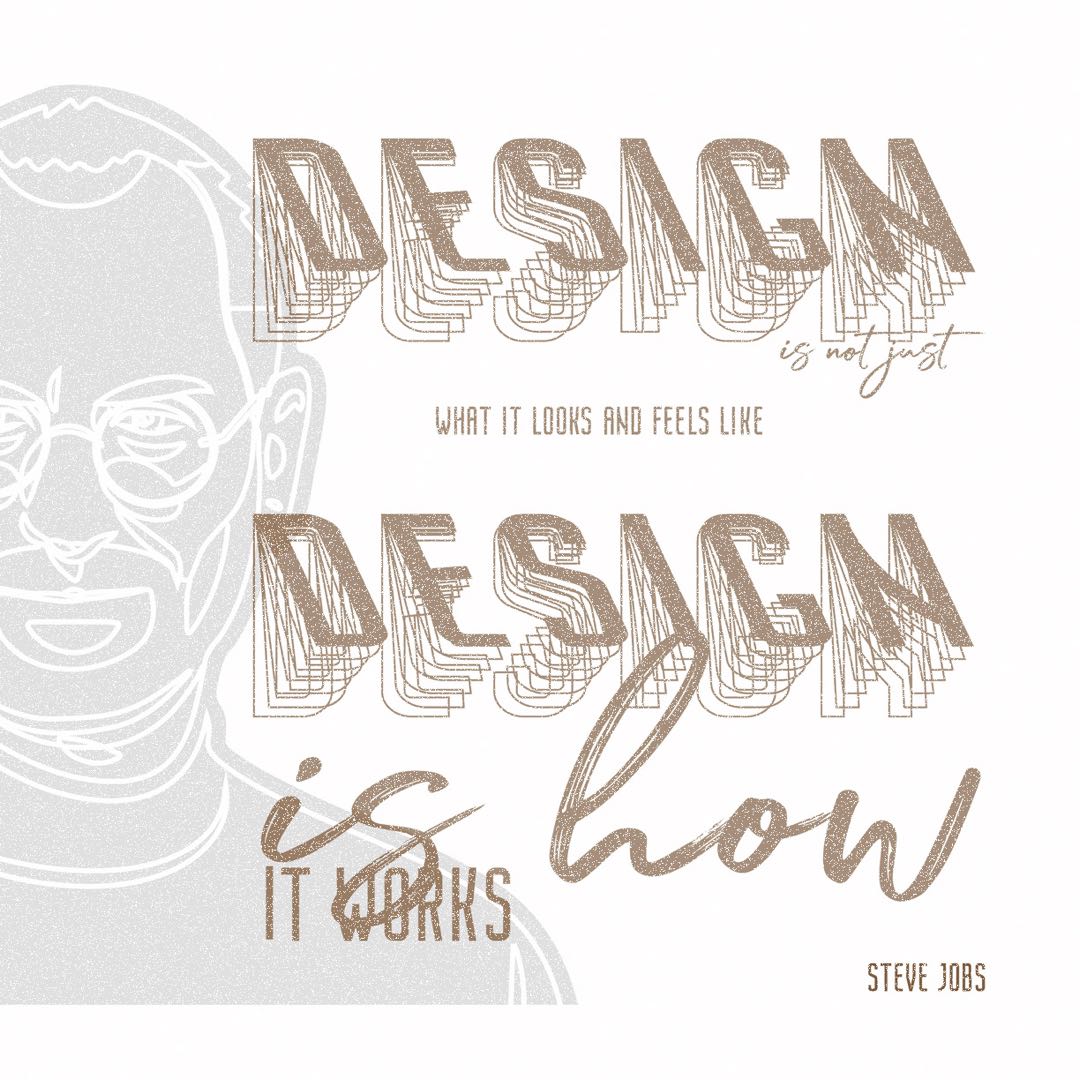 DESIGN
is not just
WHAT IT LOOKS AND FEELS LIKE
DESIGN
is how
IT WORKS
STEVE JOBS